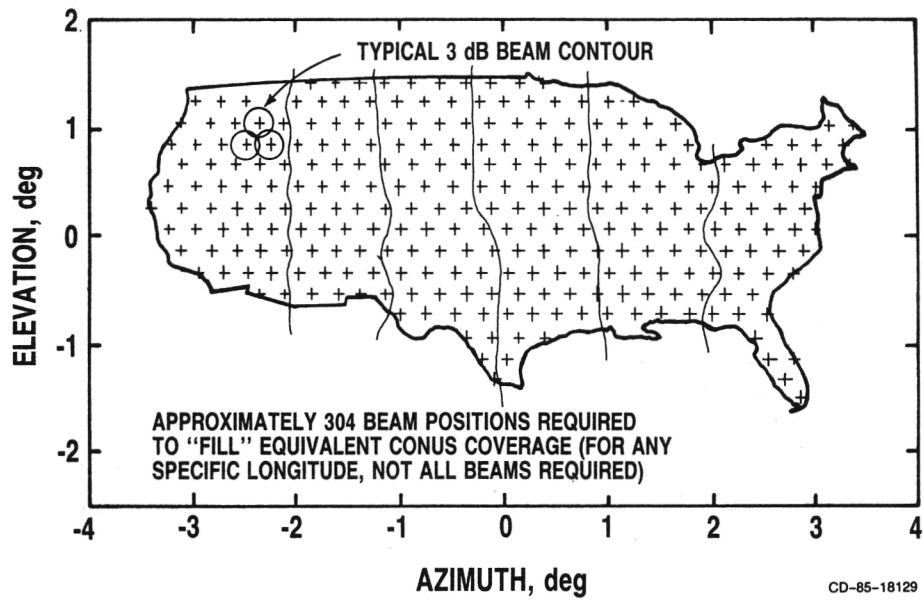 TYPICAL 3 dB BEAM CONTOUR
2
1
0
-1
-2
ELEVATION, deg
APPROXIMATELY 304 BEAM POSITIONS REQUIRED
TO "FILL" EQUIVALENT CONUS COVERAGE (FOR ANY
SPECIFIC LONGITUDE, NOT ALL BEAMS REQUIRED)
-4 -3 -2 -1 0 1 2 3 4
AZIMUTH, deg
CD-85-18129